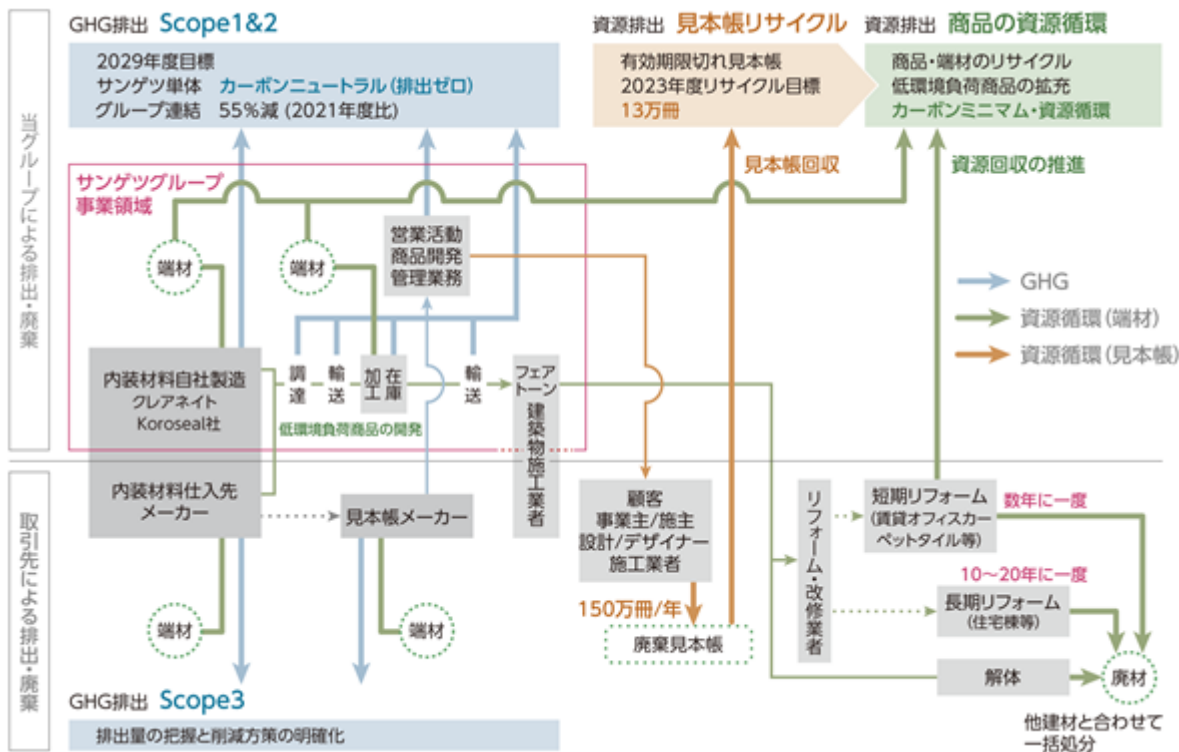 GHG排出 Scope1&2
2029年度目標
サンゲツ単体 カーボンニュートラル(排出ゼロ)
グループ連結 55%減(2021年度比)
資源排出 見本帳リサイクル
有効期限切れ見本帳
2023年度リサイクル目標
13万冊
資源排出 商品の資源循環
商品・端材のリサイクル
低環境負荷商品の拡充
カーボンミニマム・資源循環
当グループによる排出・廃棄
サンゲツグループ
事業領域
見本帳回収
資源回収の推進
端材
端材
営業活動
商品開発
管理業務
GHG
資源循環(端材)
資源循環(見本帳)
内装材料自社製造
クレアネイト
Koroseal社
調達
輸送
加工
在庫
輸送
フェアトーン
建築物施工業者
低環境負荷商品の開発
取引先による排出・廃棄
内装材料仕入先
メーカー
見本帳メーカー
顧客
事業主/施主
設計/デザイナー
施工業者
リフォーム・改修業者
短期リフォーム
(賃貸オフィスカー
ペットタイル等)
数年に一度
10〜20年に一度
長期リフォーム
(住宅棟等)
150万冊/年
廃棄見本帳
端材
端材
解体
廃材
他建材と合わせて
一括処分
GHG排出 Scope3
排出量の把握と削減方策の明確化